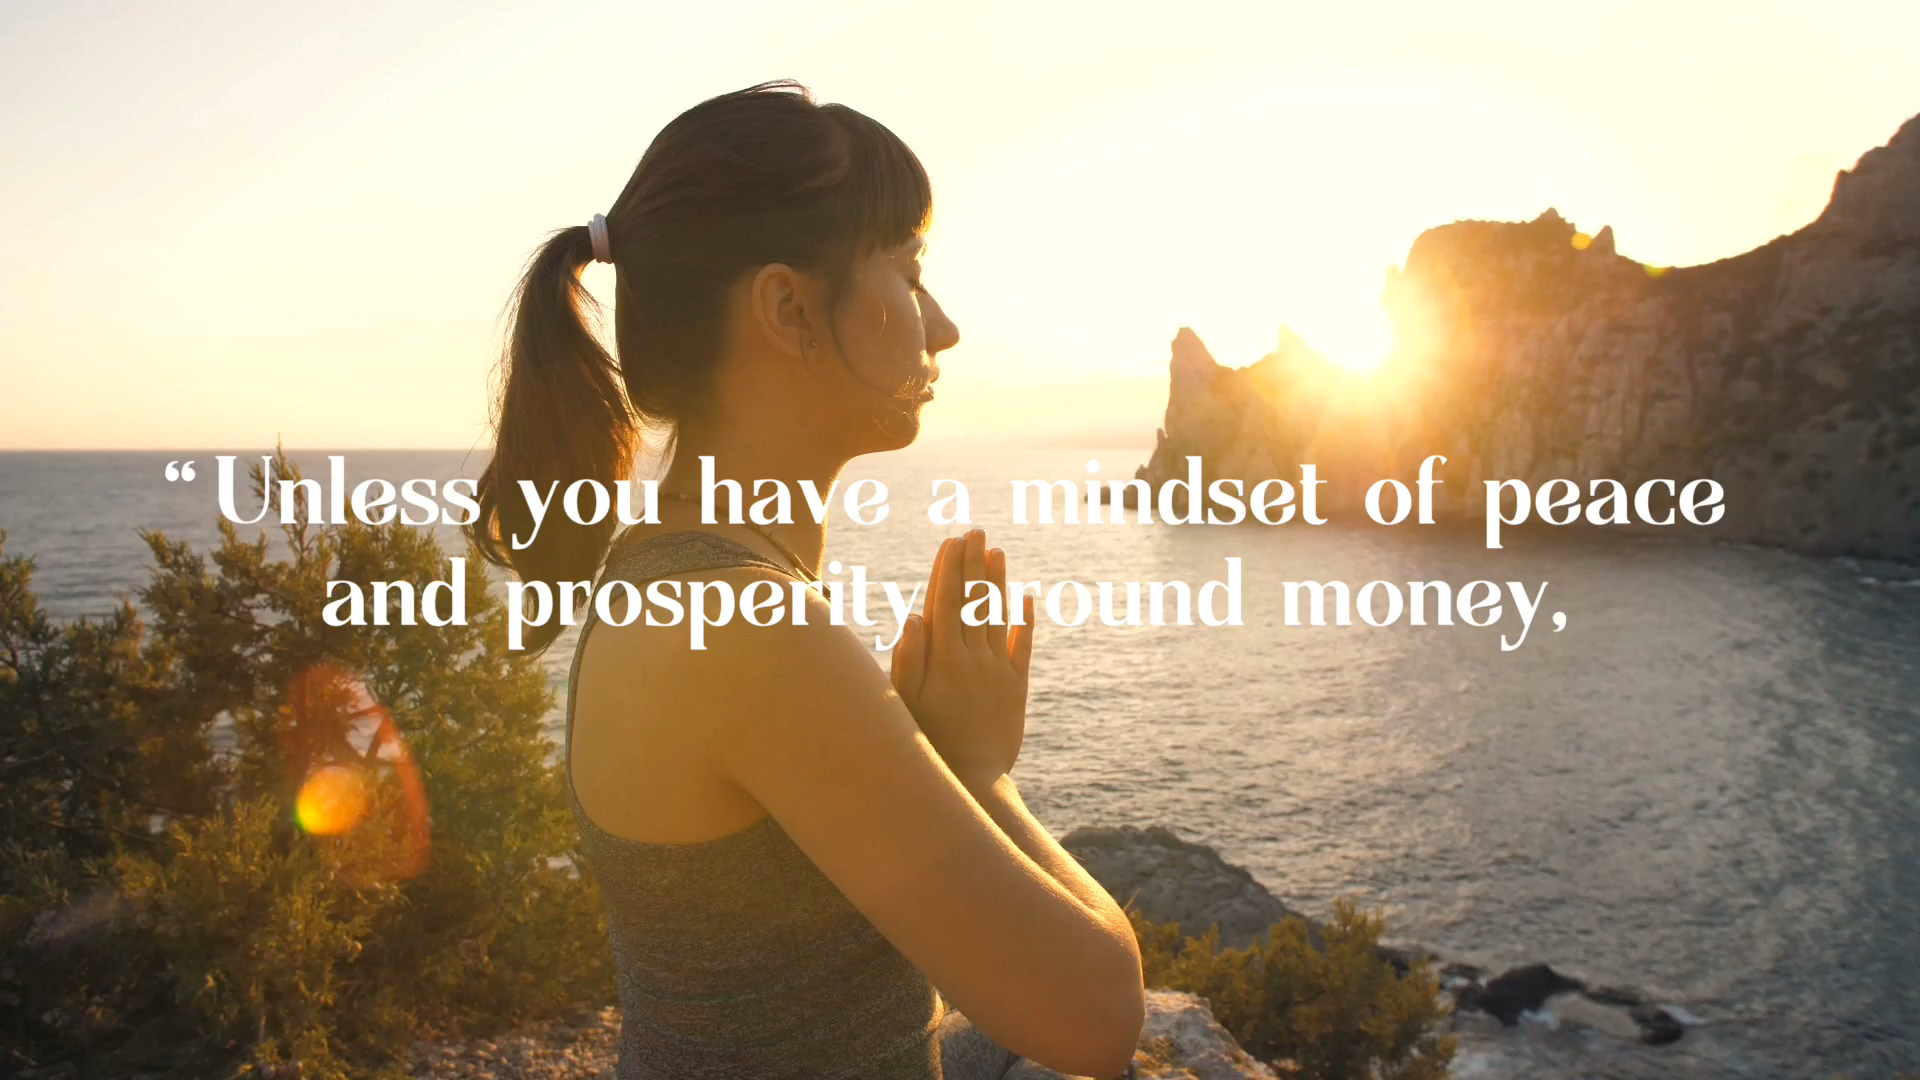 “Unless you have a mindset of peace
and prosperity around money,